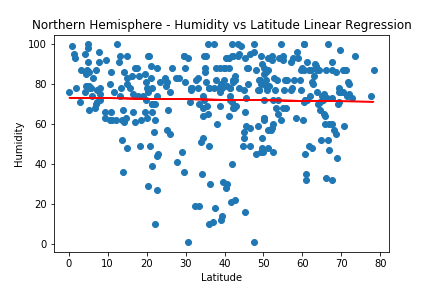 Northern Hemisphere - Humidity vs Latitude Linear Regression
100
80
60
40
20
0
Humidity
0 10 20 30 40 50 60 70 80
Latitude